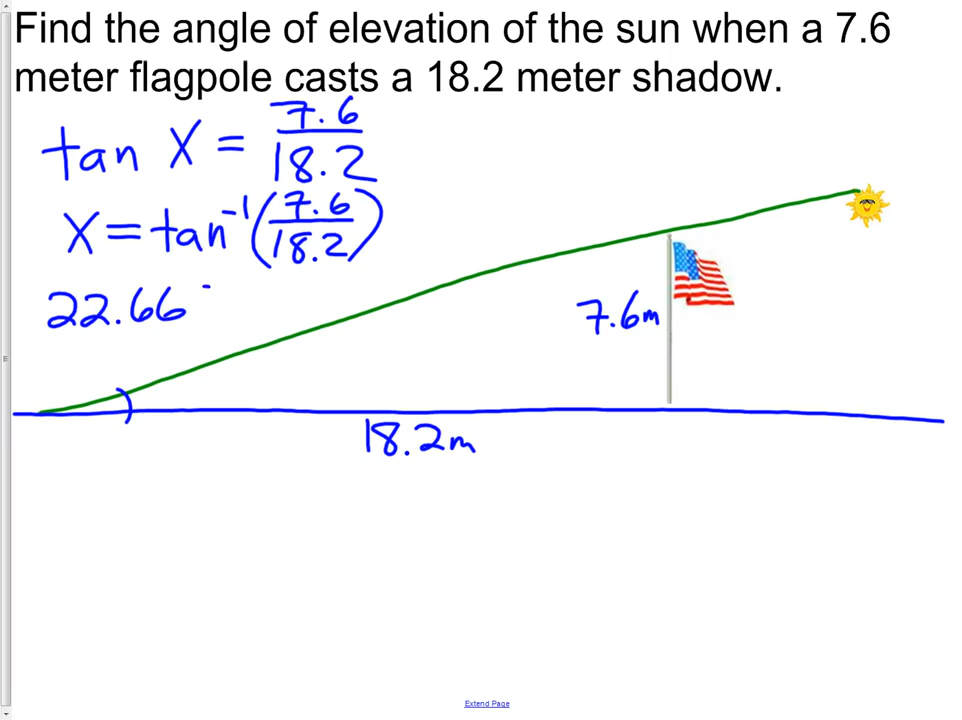 Find the angle of elevation of the sun when a 7.6
meter flagpole casts a 18.2 meter shadow.
tan X = 7.6/18.2
X = tan⁻¹(7.6/18.2)
22.66
7.6m
18.2m
Extend Page